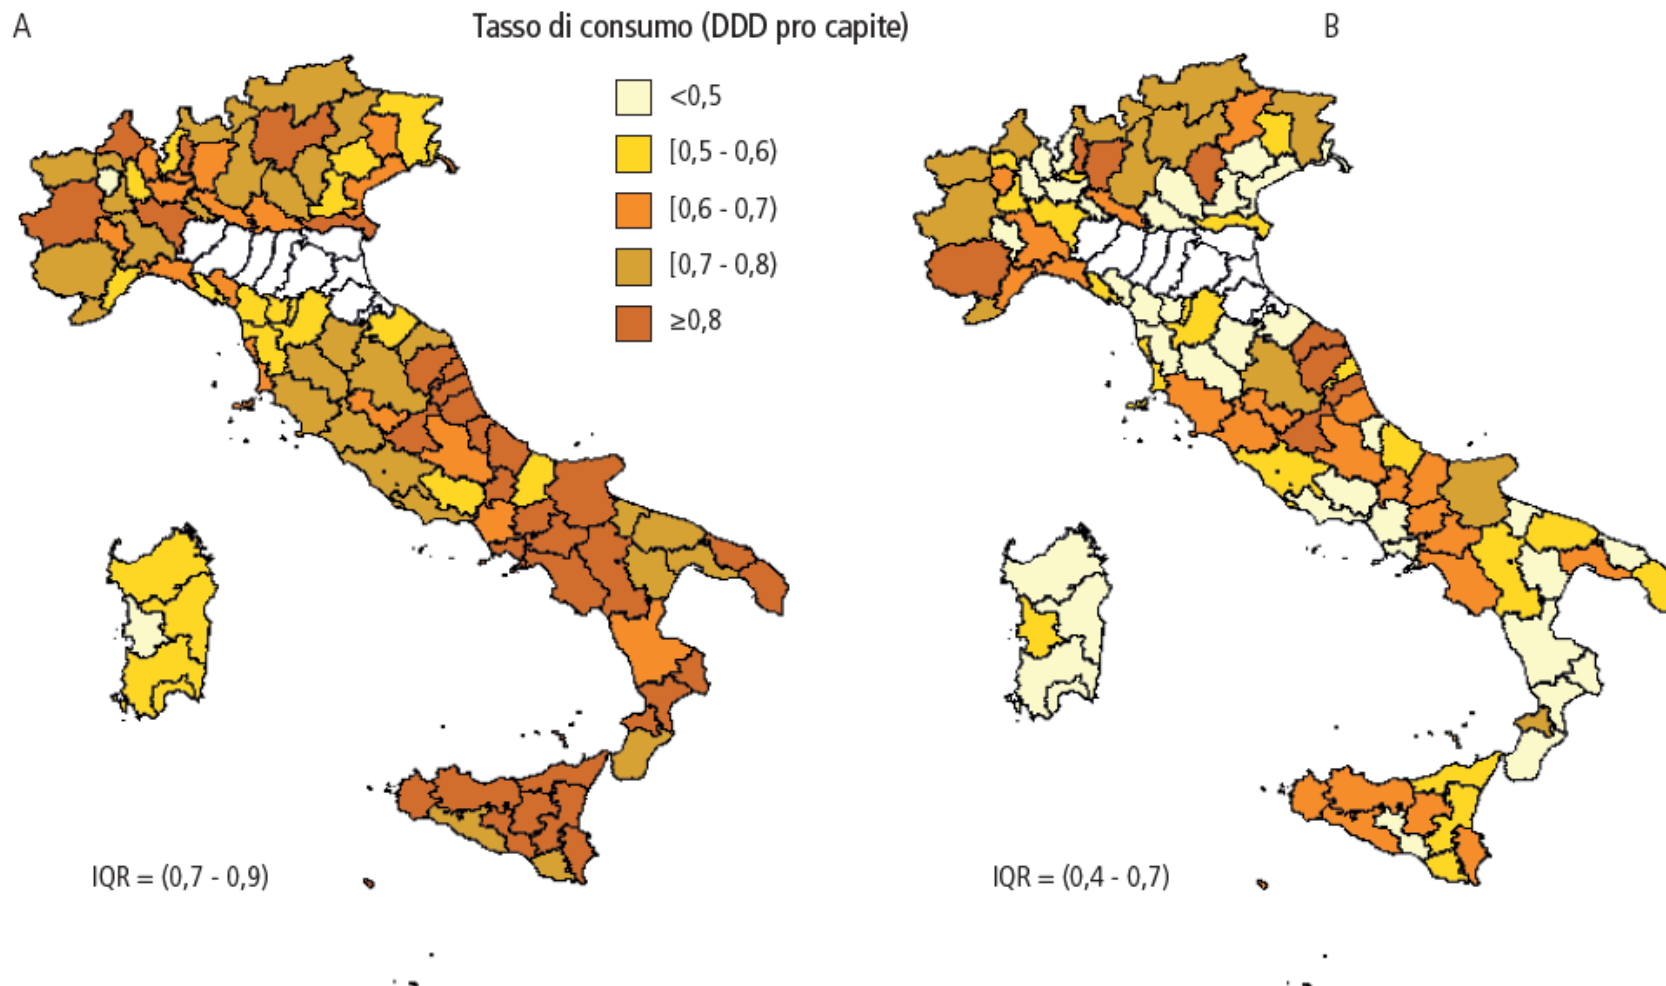 A
Tasso di consumo (DDD pro capite)
B
<0,5
[0,5 - 0,6)
[0,6 - 0,7)
[0,7 - 0,8)
≥0,8
IQR = (0,7 - 0,9)
IQR = (0,4 - 0,7)